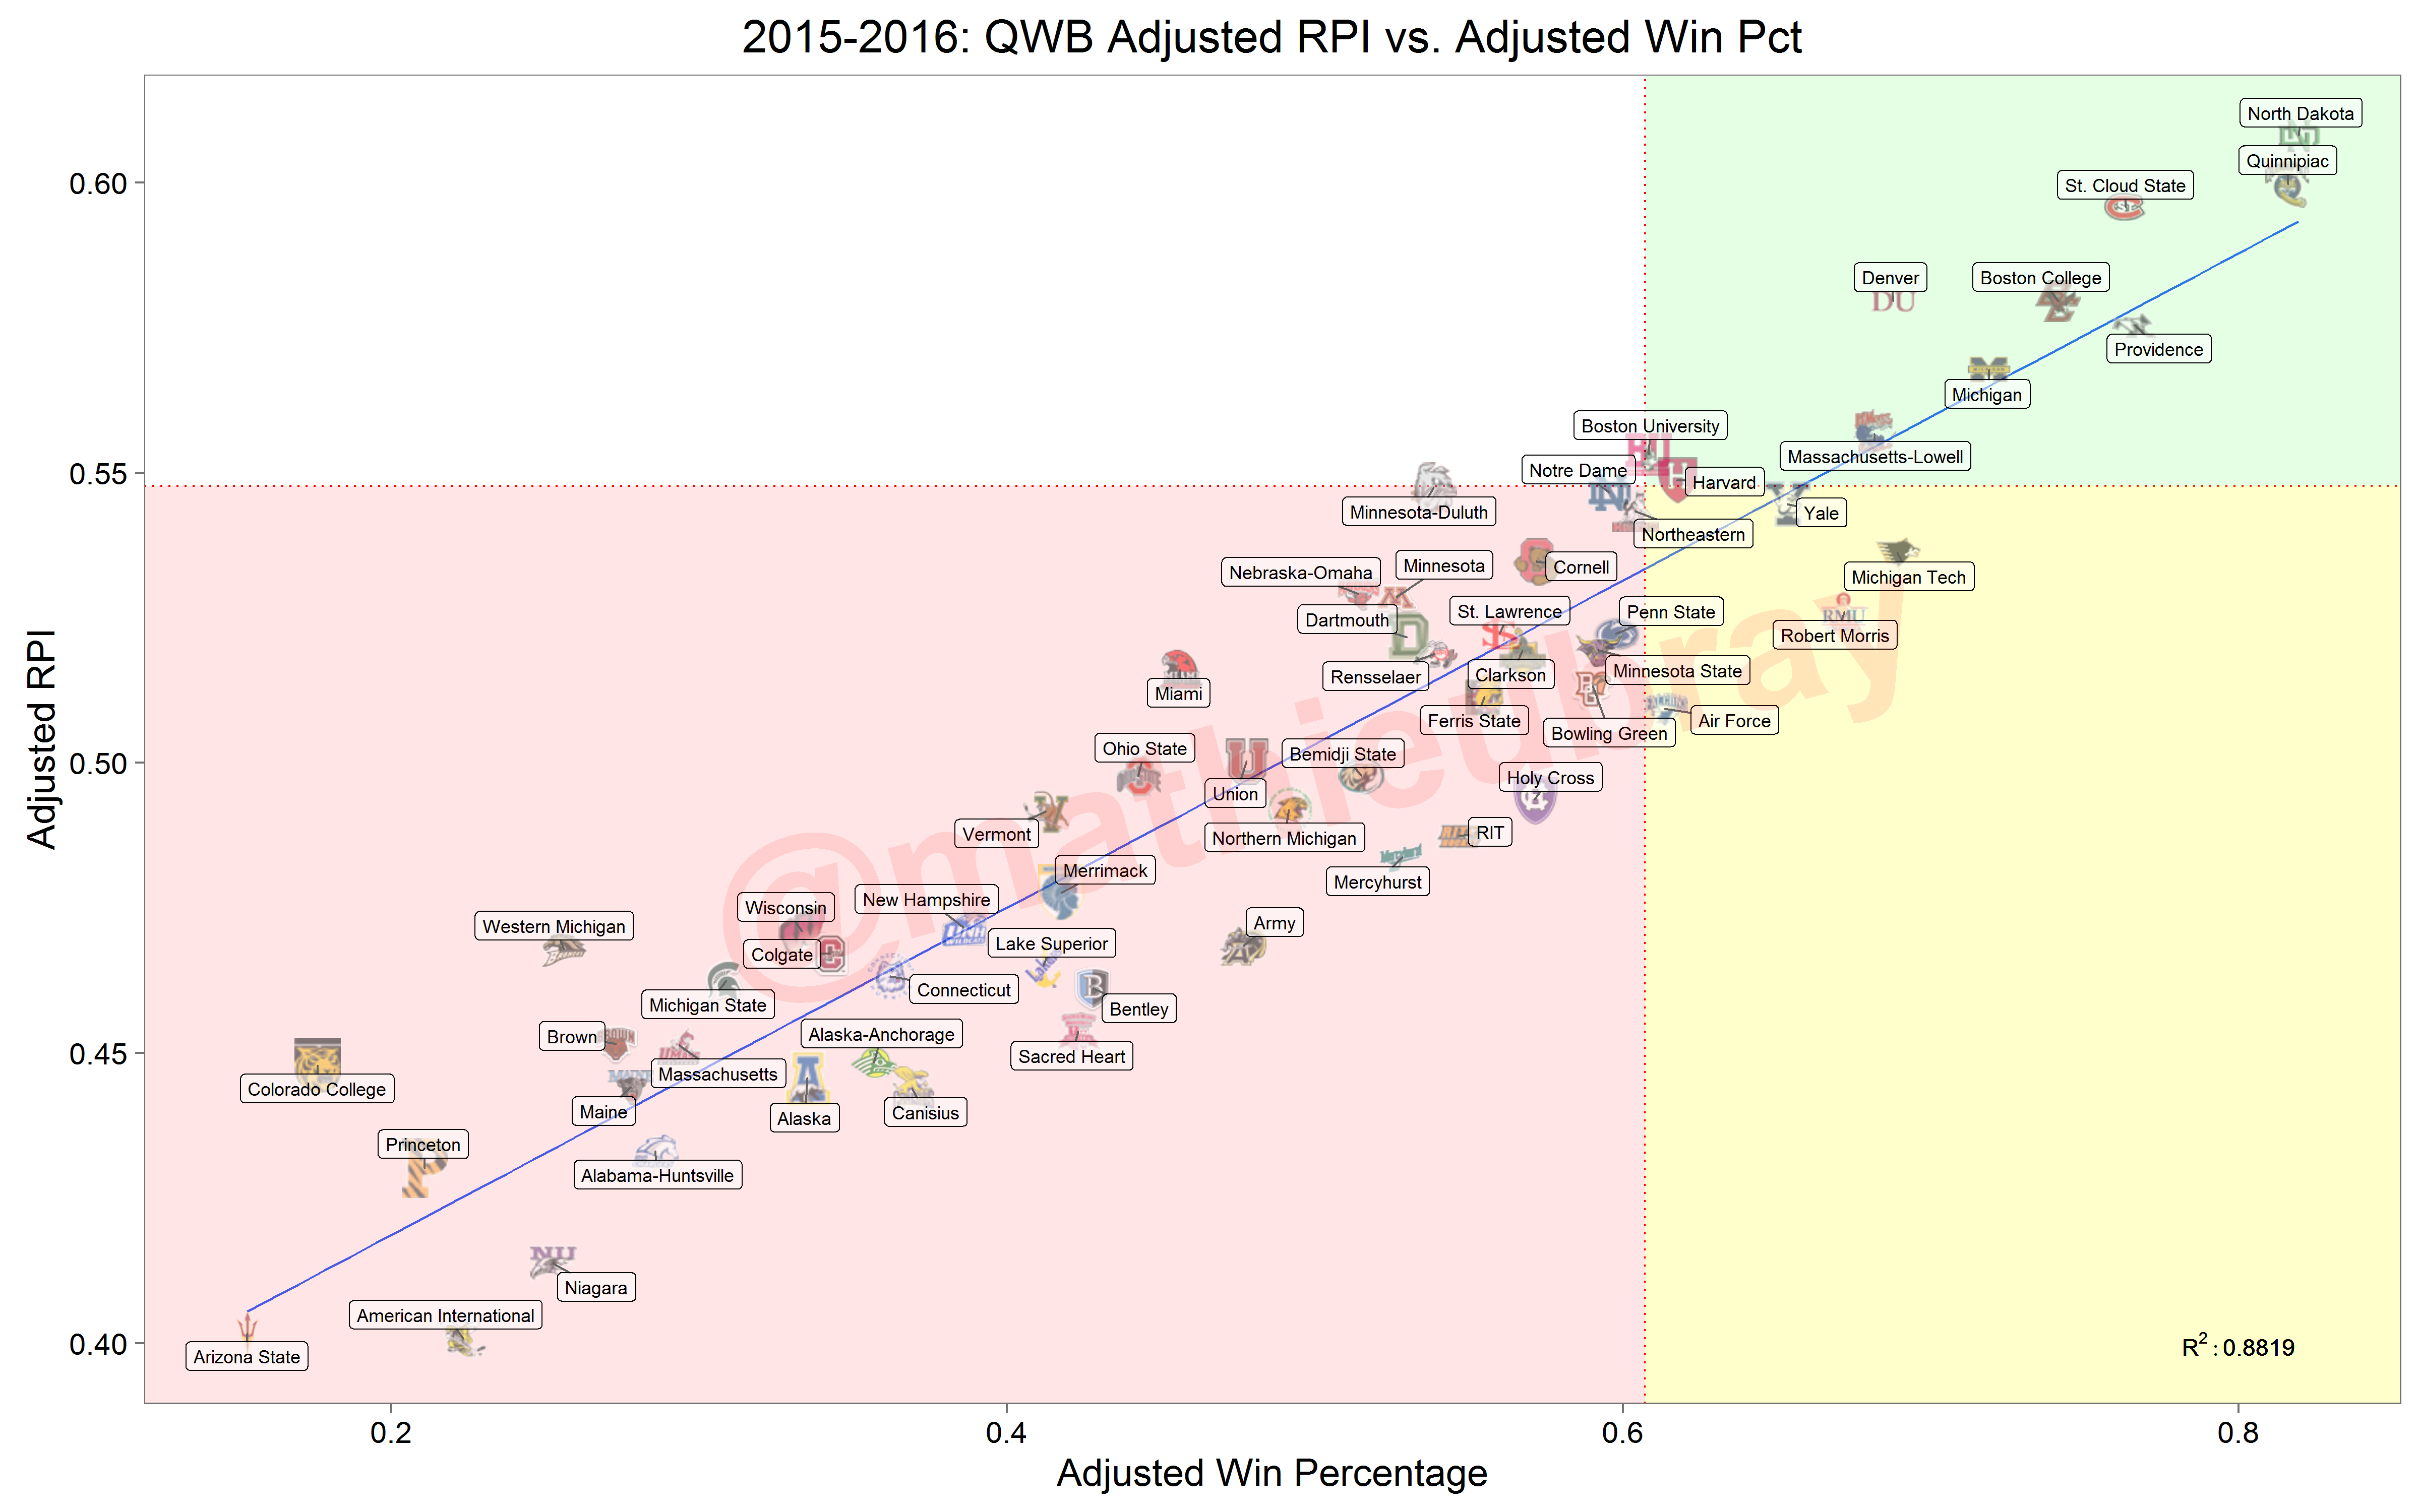 2015-2016: QWB Adjusted RPI vs. Adjusted Win Pct
North Dakota
Quinnipiac
0.60
St. Cloud State
Denver
Boston College
Providence
Michigan
Boston University
Massachusetts-Lowell
Notre Dame
0.55
Harvard
Minnesota-Duluth
Yale
Northeastern
Minnesota
Cornell
Nebraska-Omaha
Michigan Tech
St. Lawrence
Penn State
Dartmouth
RMU
Robert Morris
Rensselaer
Clarkson
Minnesota State
Miami
Ferris State
Air Force
Bowling Green
Adjusted RPI
@mathieubray
Ohio State
Bemidji State
0.50
Holy Cross
Union
Vermont
Northern Michigan
RIT
Merrimack
Mercyhurst
New Hampshire
Wisconsin
Western Michigan
Army
Lake Superior
Colgate
Connecticut
Michigan State
Bentley
Brown
Alaska-Anchorage
0.45
Sacred Heart
Massachusetts
Colorado College
Maine
Alaska
Canisius
Princeton
Alabama-Huntsville
NU
Niagara
American International
0.40
Arizona State
R²: 0.8819
0.2
0.4
0.6
0.8
Adjusted Win Percentage